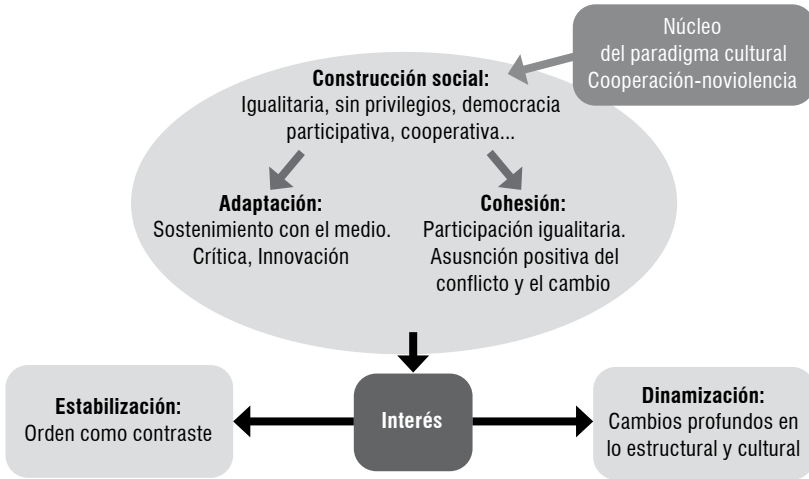 Núcleo
del paradigma cultural
Cooperación-noviolencia
Construcción social:
Igualitaria, sin privilegios, democracia
participativa, cooperativa...
Adaptación:
Sostenimiento con el medio.
Crítica, Innovación
Cohesión:
Participación igualitaria.
Asusnción positiva del
conflicto y el cambio
Estabilización:
Orden como contraste
Interés
Dinamización:
Cambios profundos en
lo estructural y cultural